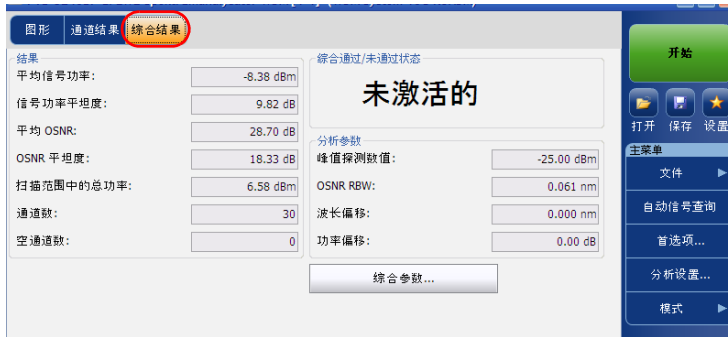 图形 通道结果 综合结果
结果
平均信号功率: -8.38 dBm
信号功率平坦度: 9.82 dB
平均 OSNR: 28.70 dB
OSNR 平坦度: 18.33 dB
扫描范围中的总功率: 6.58 dBm
通道数: 30
空通道数: 0
综合通过/未通过状态
未激活的
分析参数
峰值探测数值: -25.00 dBm
OSNR RBW: 0.061 nm
波长偏移: 0.000 nm
功率偏移: 0.00 dB
综合参数...
开始
打开 保存 设置
主菜单
文件
自动信号查询
首选项...
分析设置...
模式